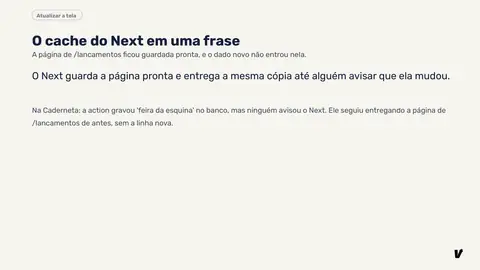 Atualizar a tela
O cache do Next em uma frase
A página de /lancamentos ficou guardada pronta, e o dado novo não entrou nela.
O Next guarda a página pronta e entrega a mesma cópia até alguém avisar que ela mudou.
Na Caderneta: a action gravou 'feira da esquina' no banco, mas ninguém avisou o Next. Ele seguiu entregando a página de
/lancamentos de antes, sem a linha nova.
V